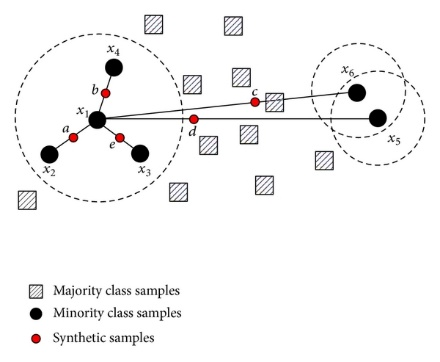 x4
x6
b
c
x1
a
e
d
x2
x3
x5
Majority class samples
Minority class samples
Synthetic samples